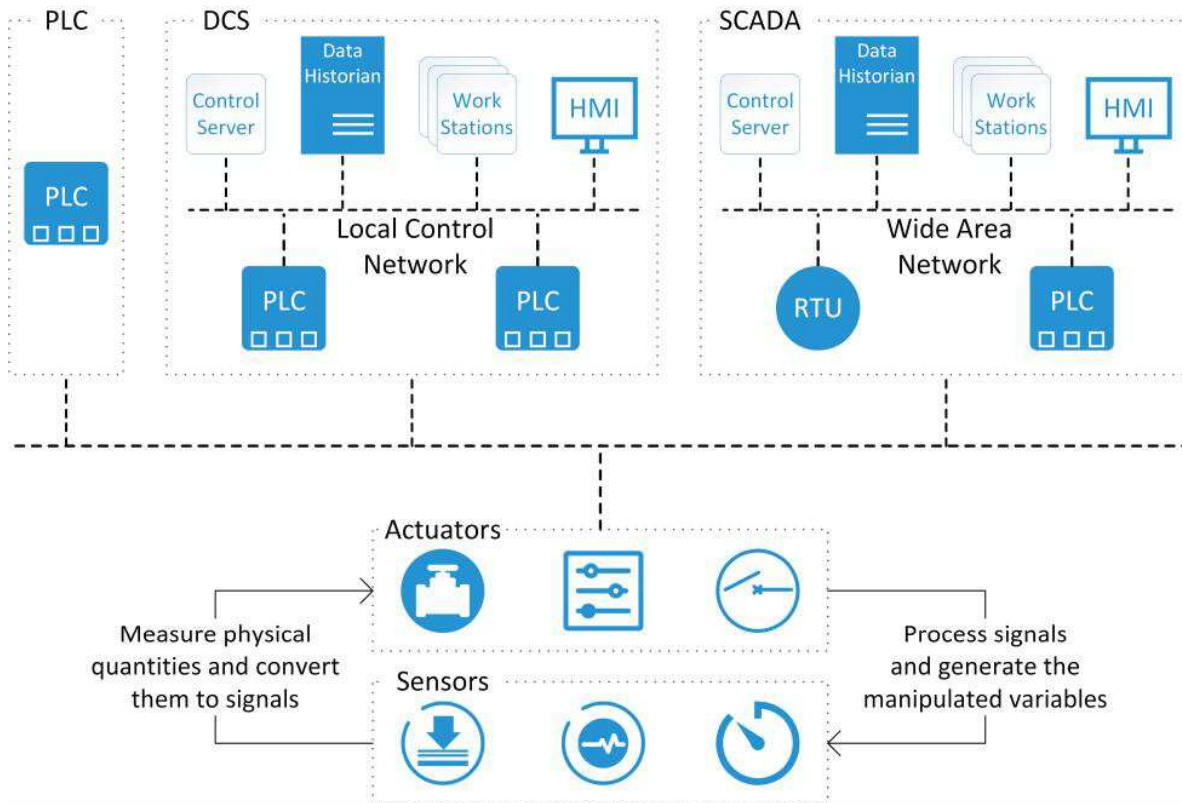 PLC
PLC
DCS
Control
Server
Data
Historian
Work
Stations
HMI
Local Control
Network
PLC
PLC
SCADA
Control
Server
Data
Historian
Work
Stations
HMI
Wide Area
Network
RTU
PLC
Actuators
Measure physical
quantities and convert
them to signals
Process signals
and generate the
manipulated variables
Sensors